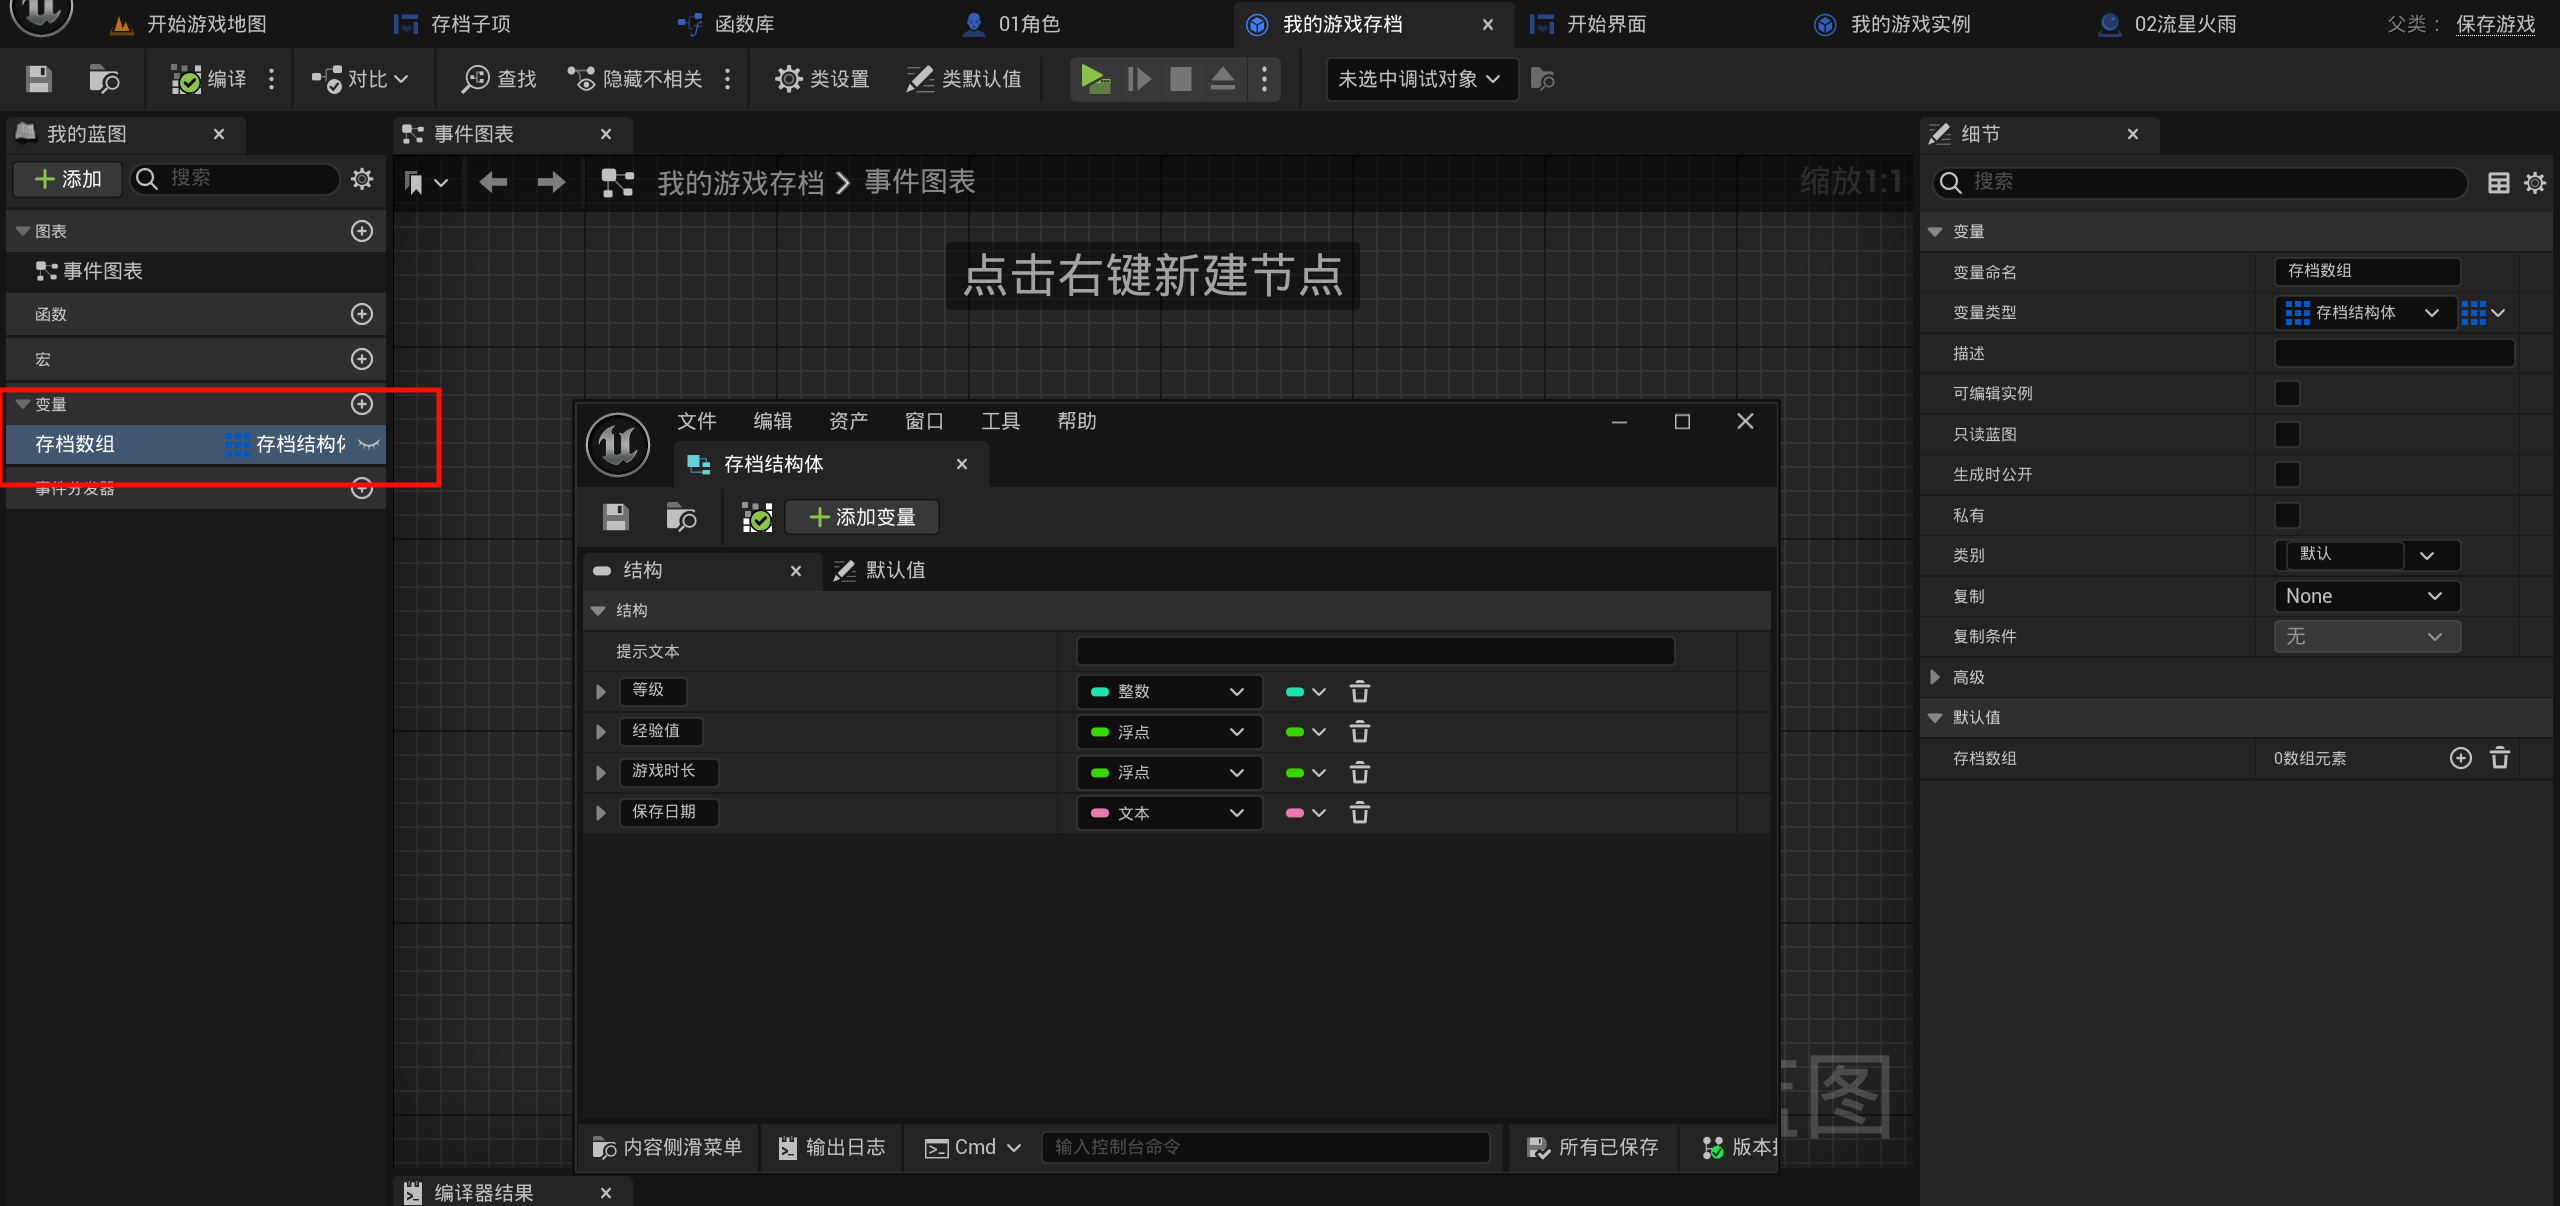 开始游戏地图
存档子项
函数库
01角色
我的游戏存档
开始界面
我的游戏实例
02流星火雨
父类： 保存游戏
编译
对比
查找
隐藏不相关
类设置
类默认值
未选中调试对象
我的蓝图
添加
搜索
图表
事件图表
函数
宏
变量
存档数组 存档结构体
事件分发器
事件图表
我的游戏存档 事件图表
缩放1:1
点击右键新建节点
文件 编辑 资产 窗口 工具 帮助
存档结构体
添加变量
结构
默认值
结构
提示文本
等级 整数
经验值 浮点
游戏时长 浮点
保存日期 文本
内容侧滑菜单
输出日志
Cmd
输入控制台命令
所有已保存
版本
图
编译器结果
细节
搜索
变量
变量命名 存档数组
变量类型 存档结构体
描述
可编辑实例
只读蓝图
生成时公开
私有
类别 默认
复制 None
复制条件 无
高级
默认值
存档数组 0数组元素